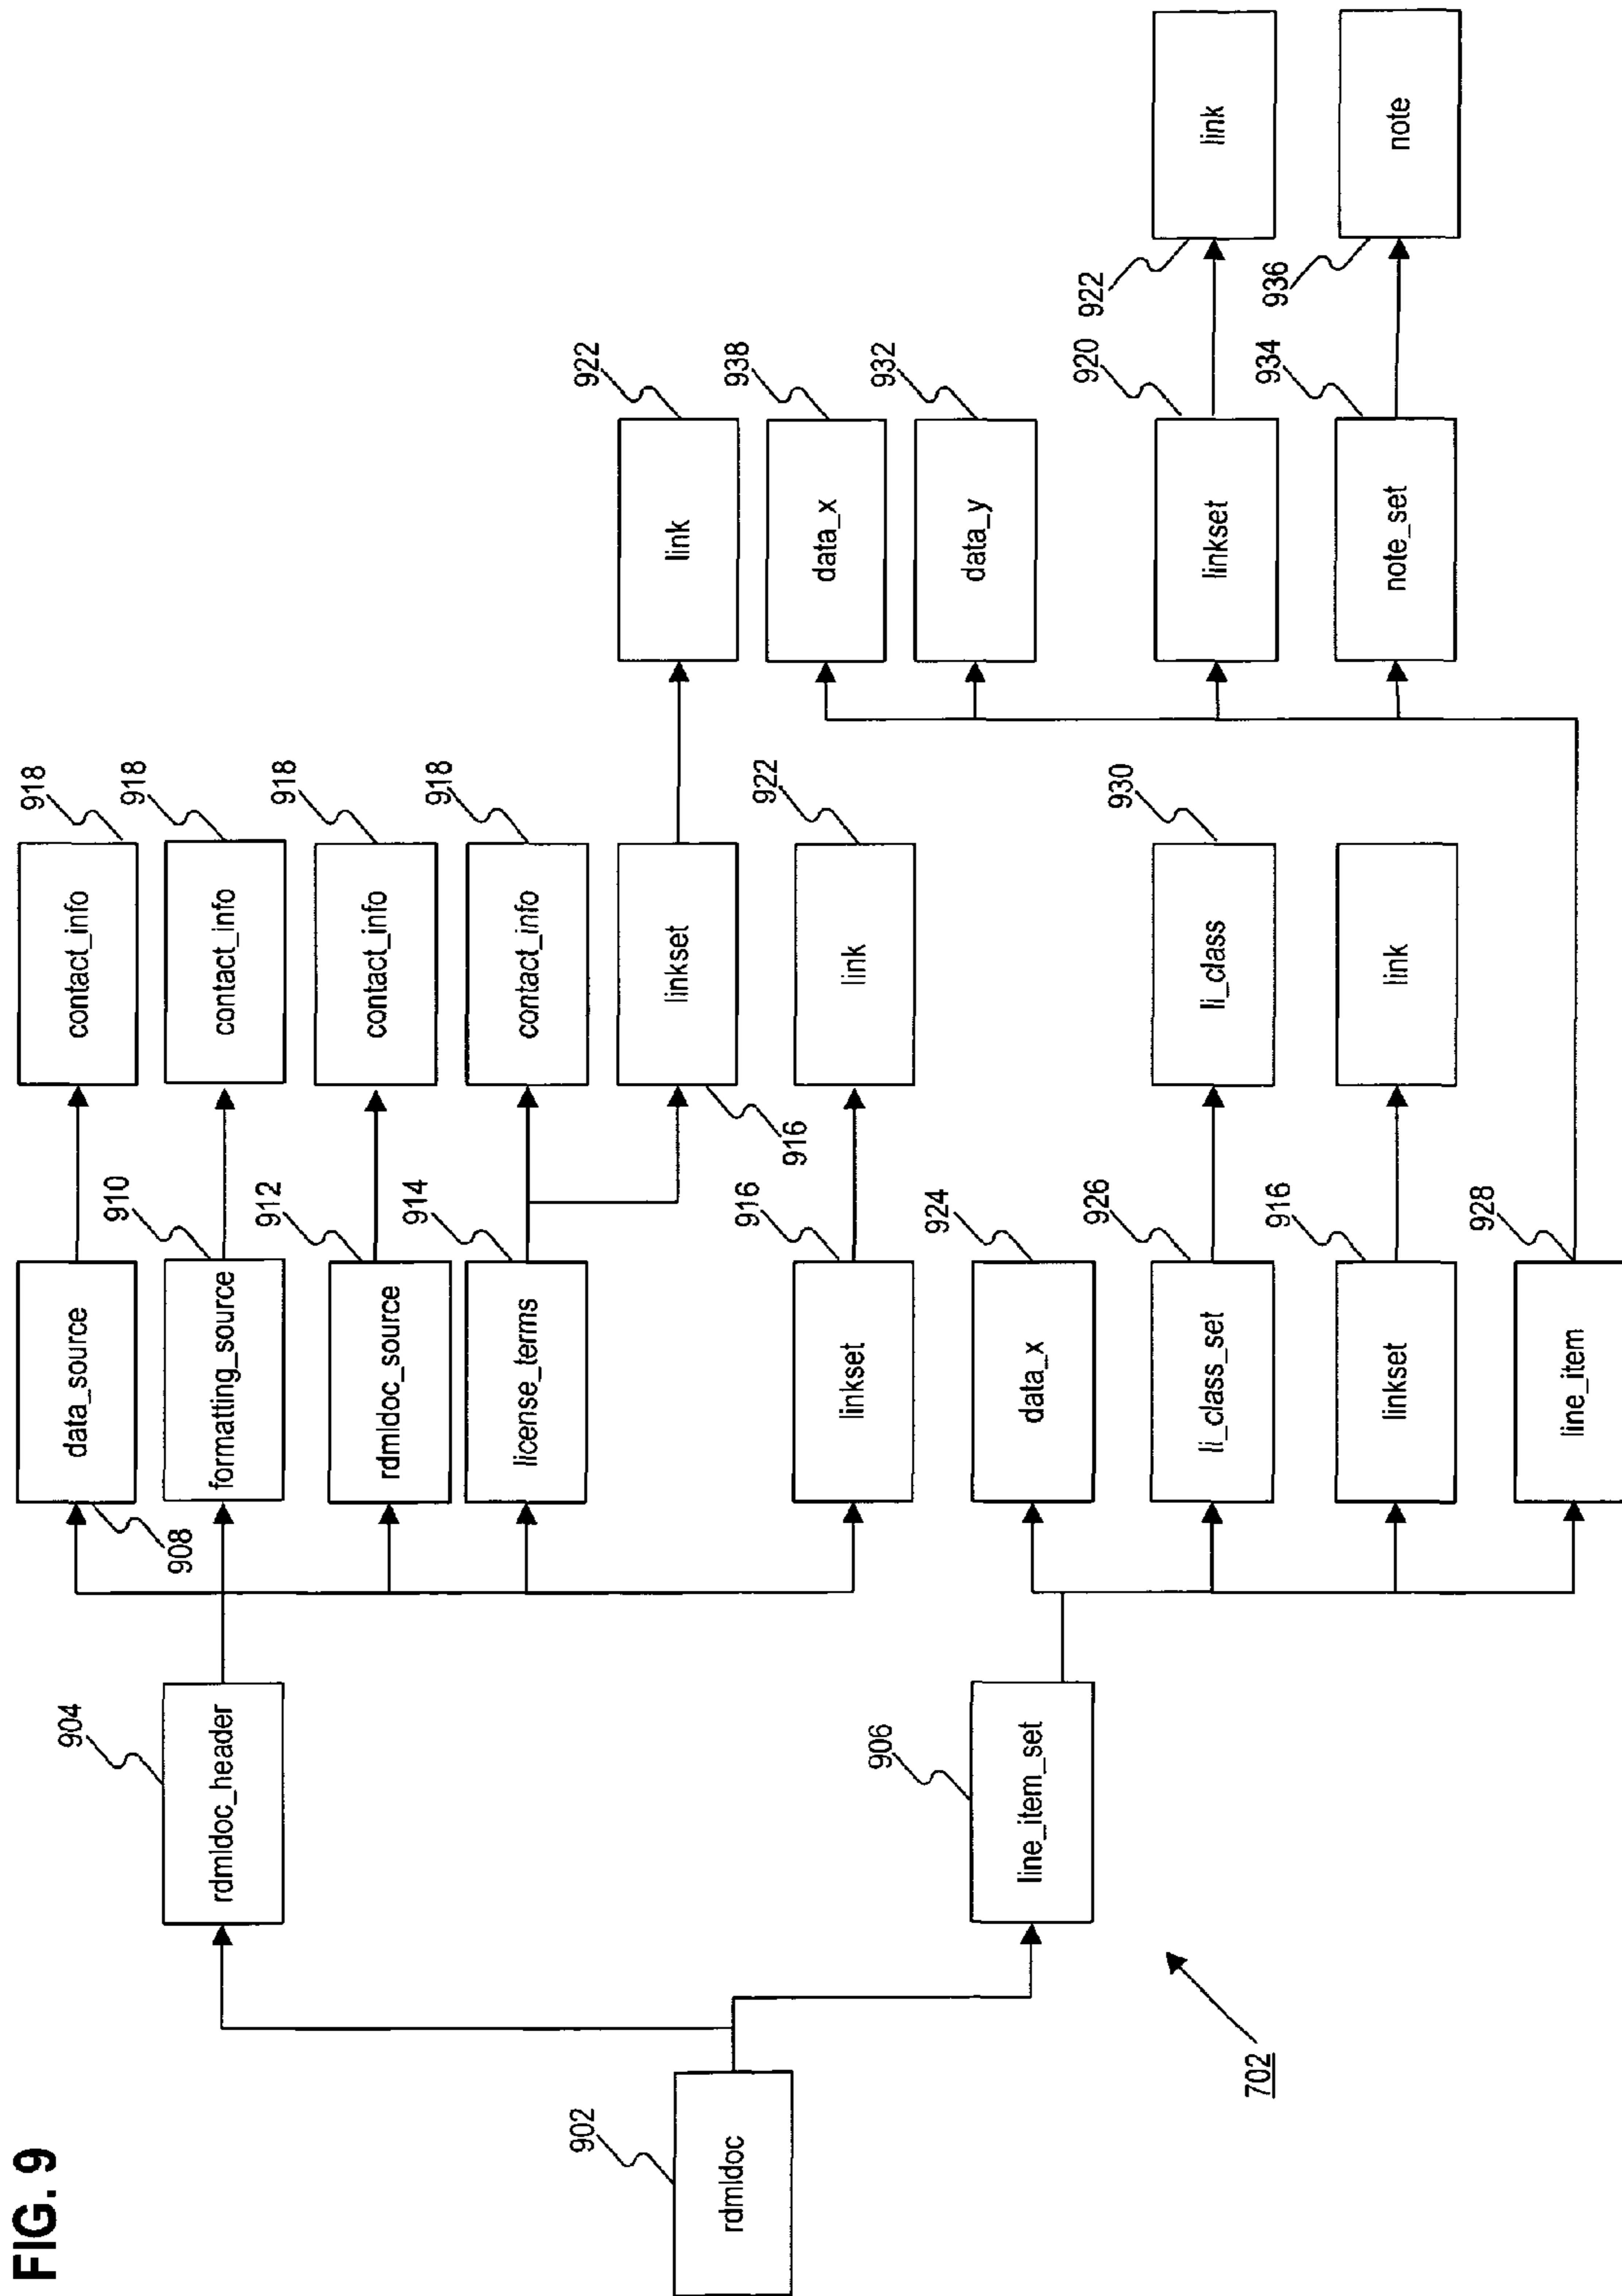 FIG. 9
902
rdmldoc
904
rdmldoc_header
906
line_item_set
702
908
data_source
910
formatting_source
912
rdmldoc_source
914
license_terms
916
linkset
924
data_x
926
li_class_set
916
linkset
928
line_item
918
contact_info
918
contact_info
918
contact_info
918
contact_info
916
linkset
922
link
930
li_class
link
922
link
938
data_x
932
data_y
920
linkset
934
note_set
922
link
936
note